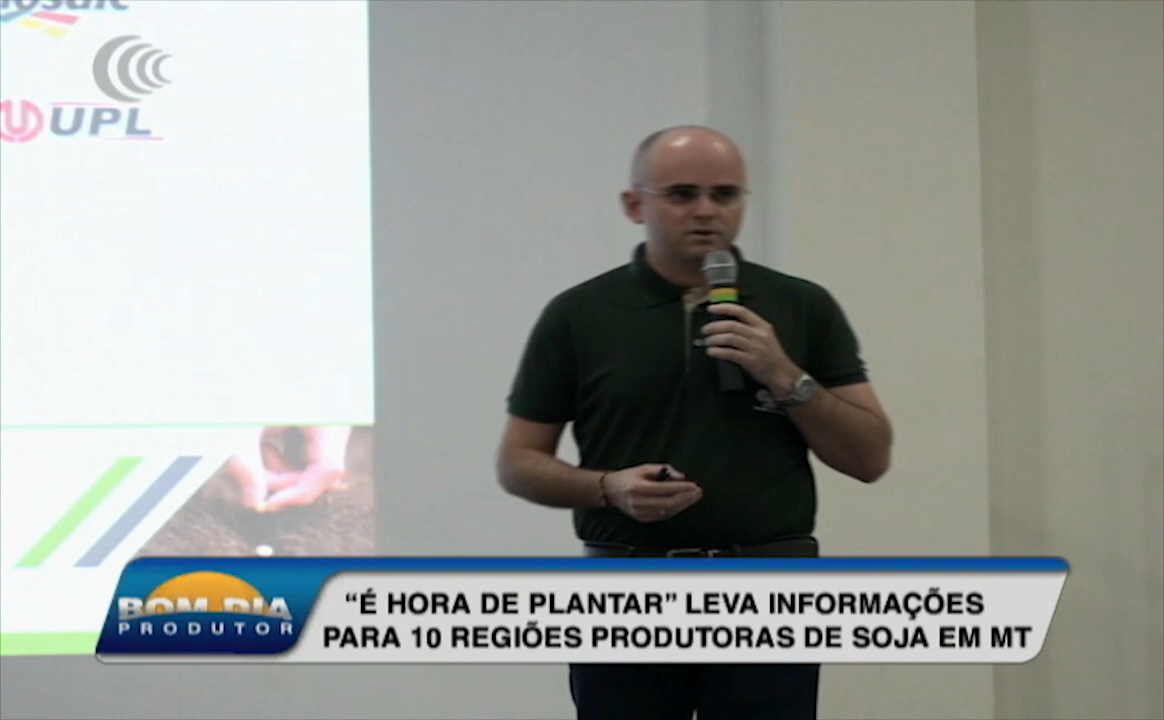 UPL
BOM DIA
PRODUTOR
“É HORA DE PLANTAR” LEVA INFORMAÇÕES
PARA 10 REGIÕES PRODUTORAS DE SOJA EM MT